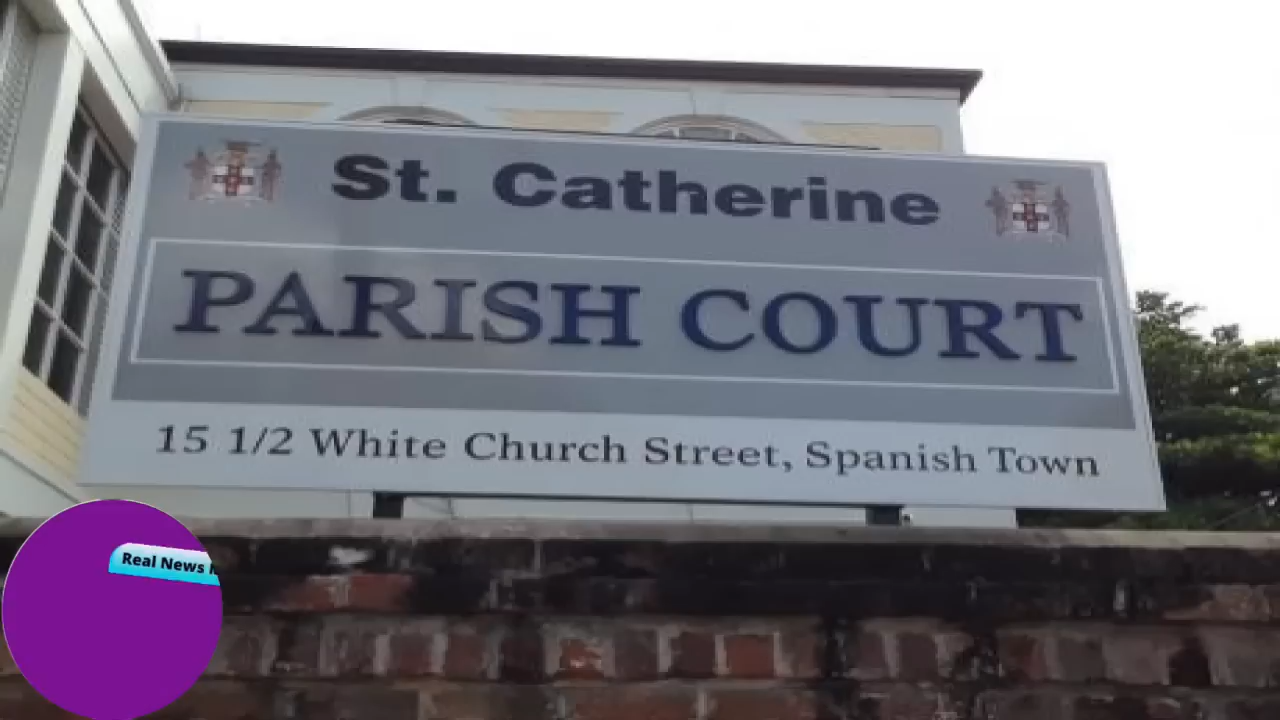 St. Catherine
PARISH COURT
15 1/2 White Church Street, Spanish Town
Real News